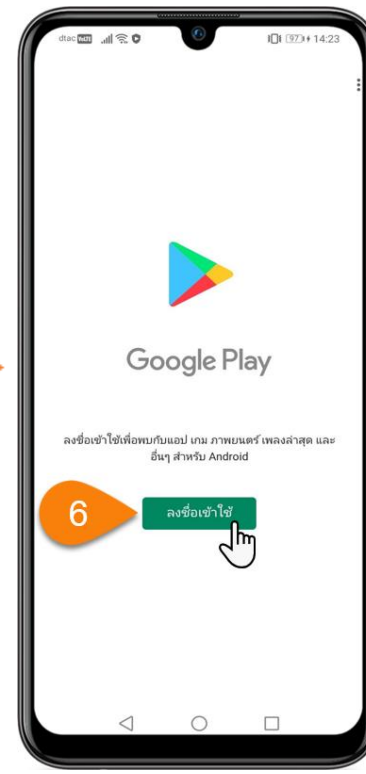 dtac VoLTE 97 14:23
Google Play
ลงชื่อเข้าใช้เพื่อพบกับแอป เกม ภาพยนตร์ เพลงล่าสุด และ
อื่นๆ สำหรับ Android
6 ลงชื่อเข้าใช้